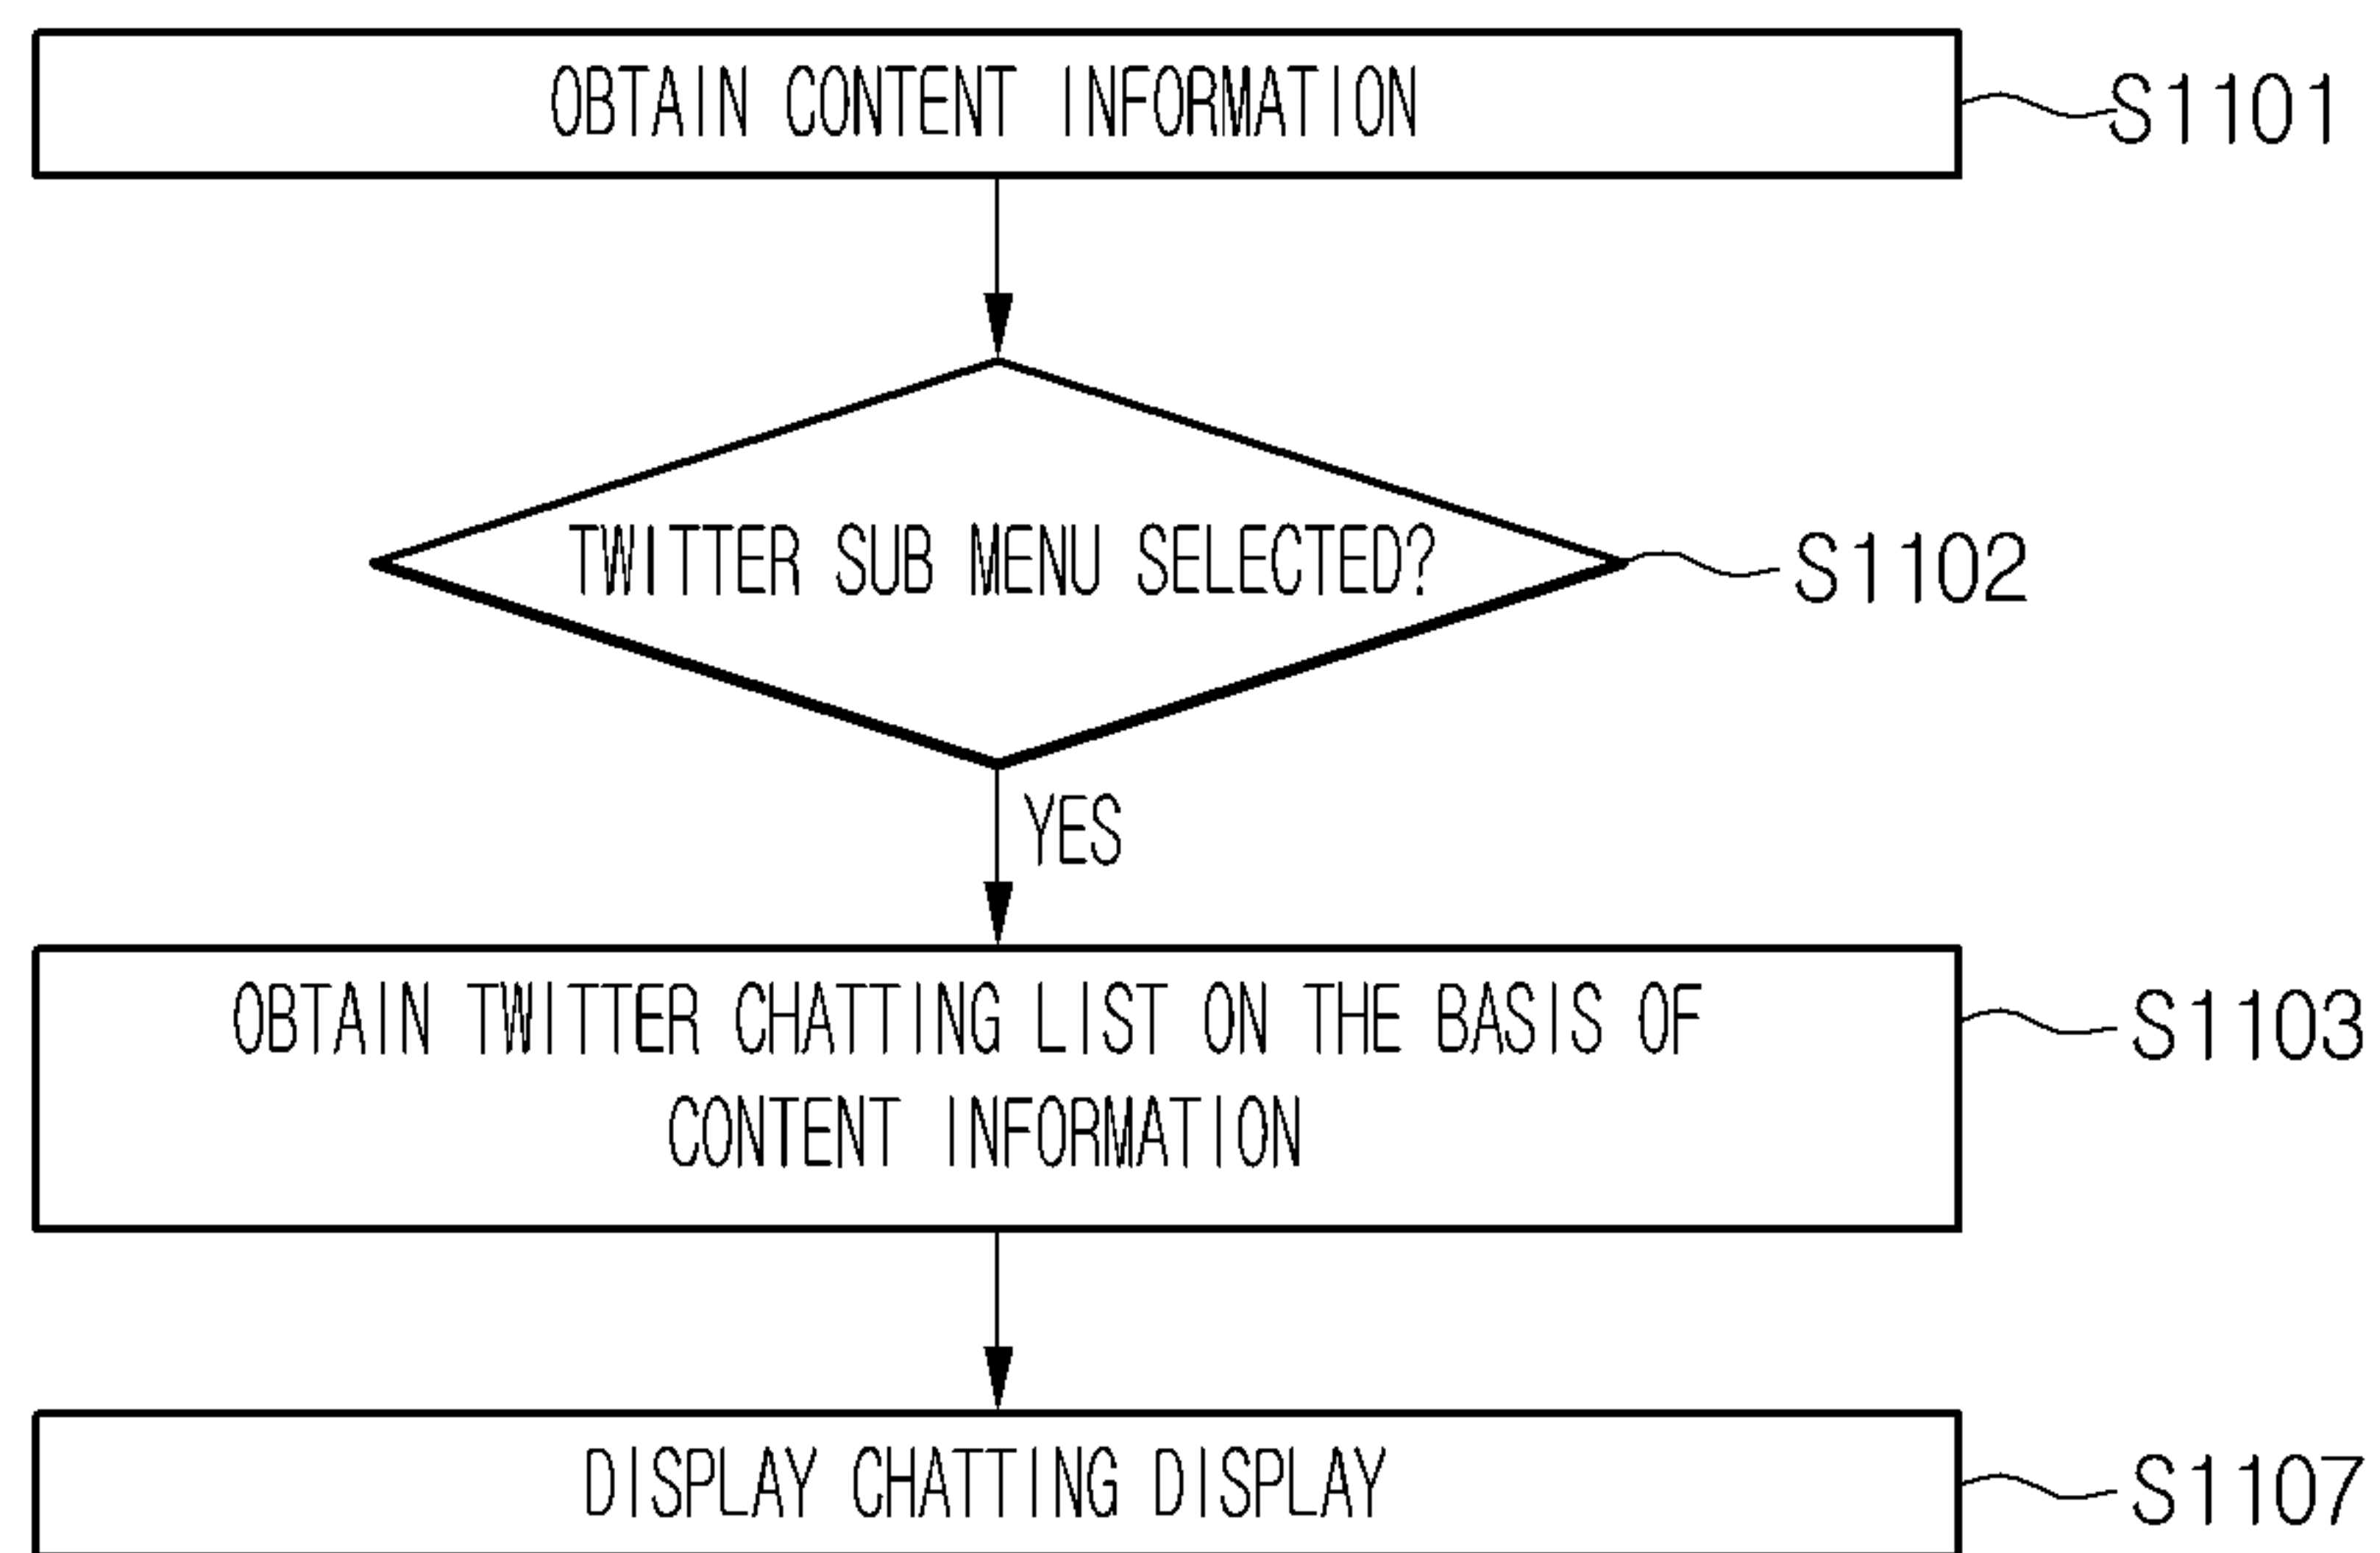 OBTAIN CONTENT INFORMATION
S1101
TWITTER SUB MENU SELECTED?
S1102
YES
OBTAIN TWITTER CHATTING LIST ON THE BASIS OF
CONTENT INFORMATION
S1103
DISPLAY CHATTING DISPLAY
S1107